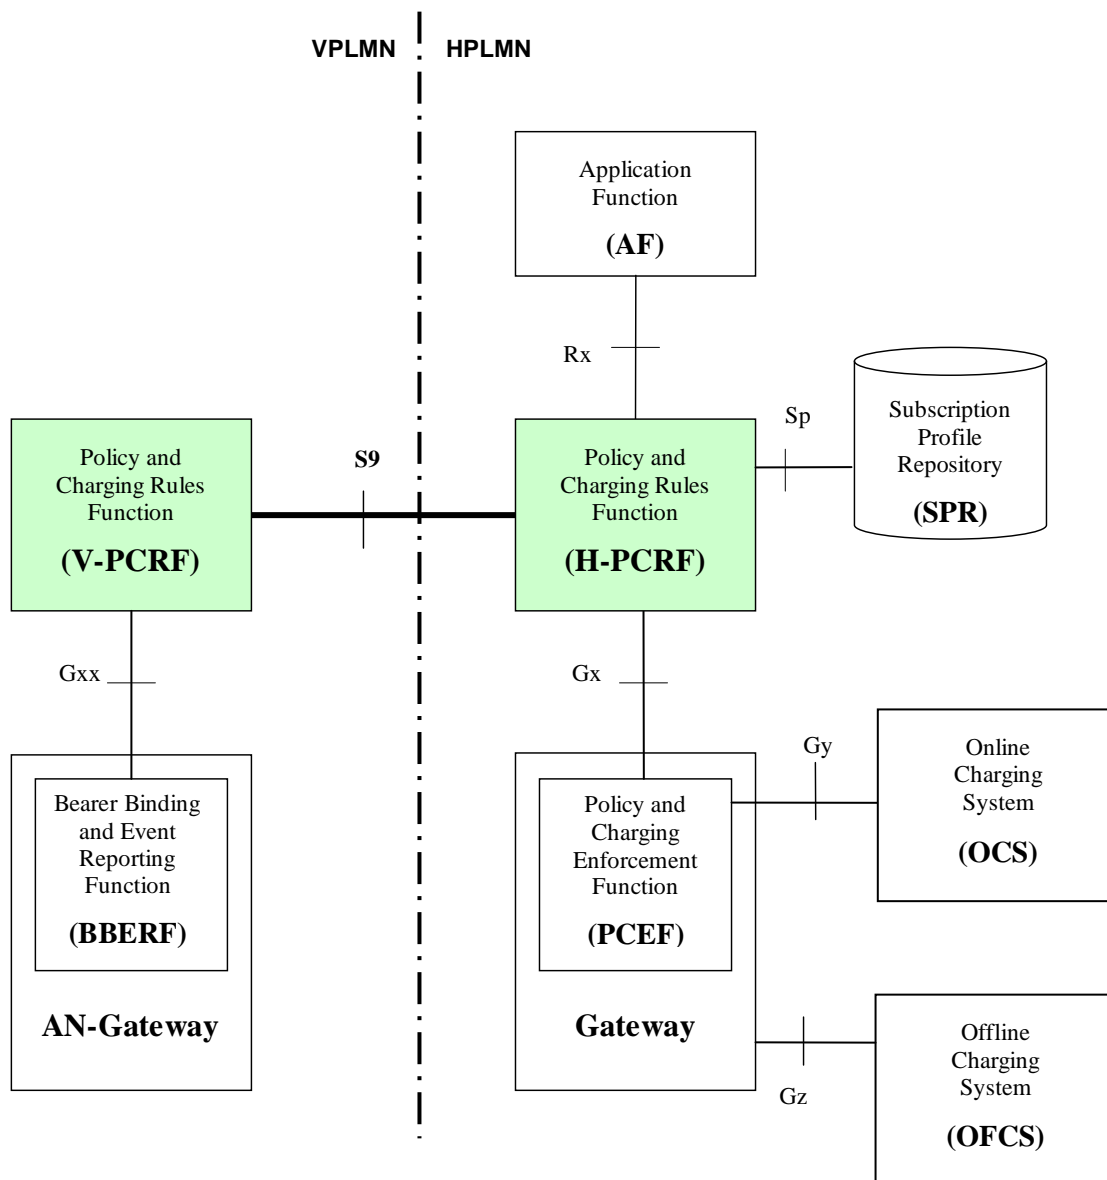 VPLMN
HPLMN
Application
Function
(AF)
Rx
Sp
Subscription
Profile
Repository
(SPR)
Policy and
Charging Rules
Function
(V-PCRF)
S9
Policy and
Charging Rules
Function
(H-PCRF)
Gxx
Gx
Bearer Binding
and Event
Reporting
Function
(BBERF)
AN-Gateway
Policy and
Charging
Enforcement
Function
(PCEF)
Gateway
Gy
Online
Charging
System
(OCS)
Gz
Offline
Charging
System
(OFCS)